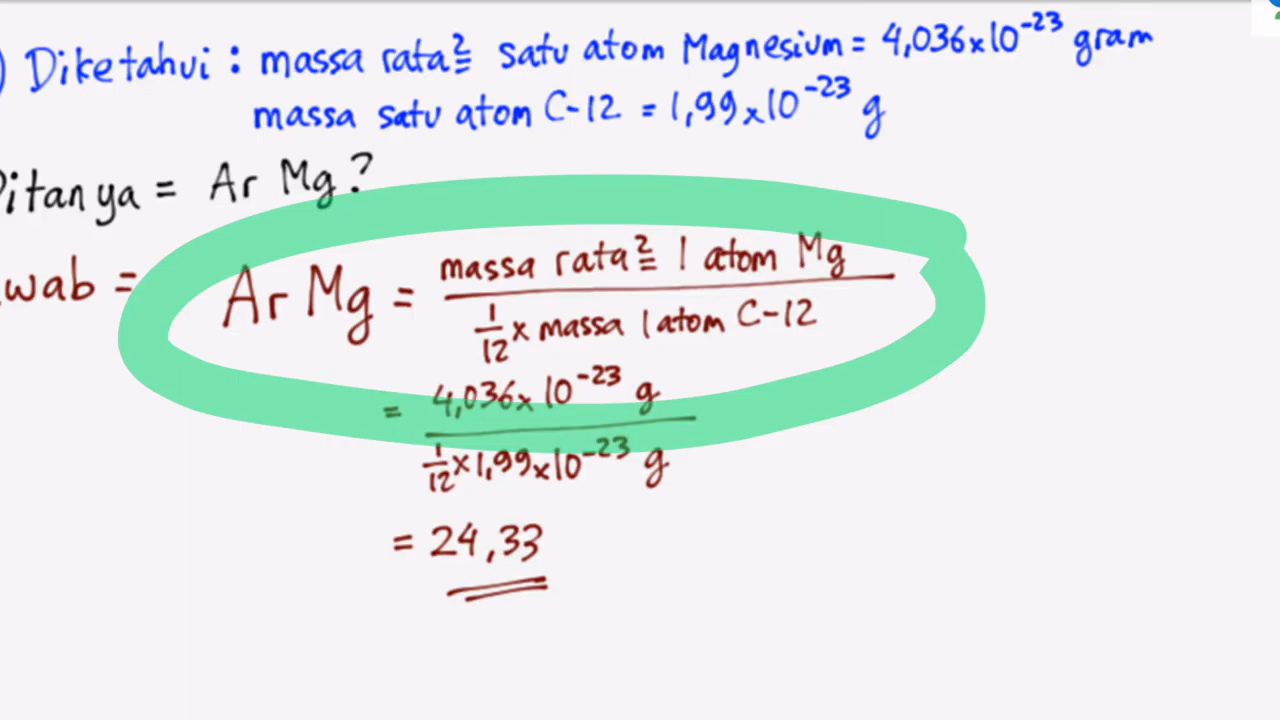 ) Diketahui : massa rata² satu atom Magnesium = 4,036 x 10⁻²³ gram
massa satu atom C-12 = 1,99 x 10⁻²³ g
Ditanya = Ar Mg?
wab =
Ar Mg = massa rata² 1 atom Mg
1/12 x massa 1 atom C-12
= 4,036 x 10⁻²³ g
1/12 x 1,99 x 10⁻²³ g
= 24,33